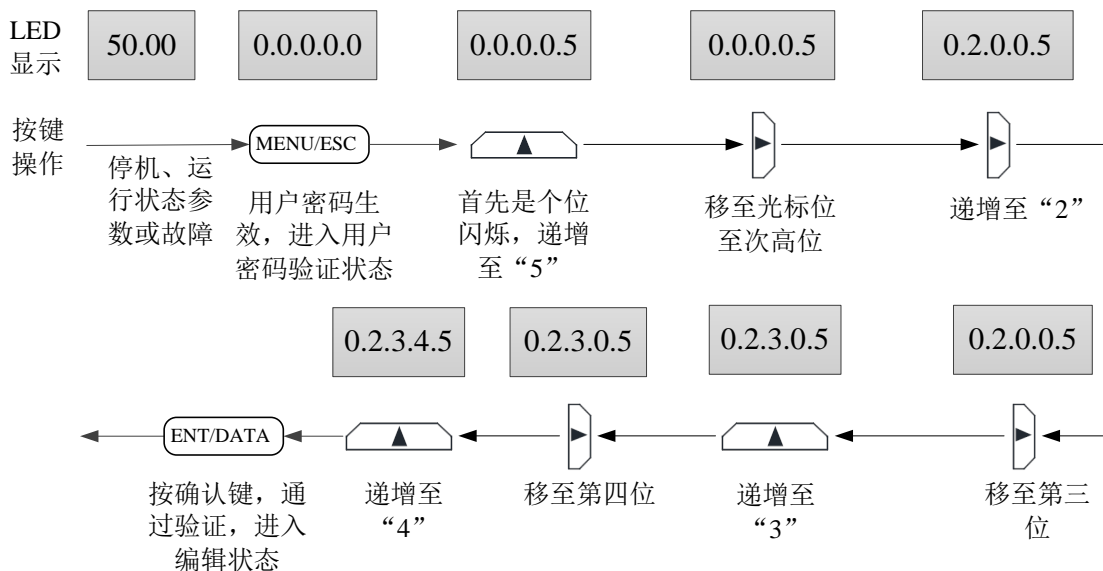 LED
显示
50.00
0.0.0.0.0
0.0.0.0.5
0.0.0.0.5
0.2.0.0.5
按键
操作
MENU/ESC
停机、运
行状态参
数或故障
用户密码生
效，进入用户
密码验证状态
首先是个位
闪烁，递增
至“5”
移至光标位
至次高位
递增至“2”
0.2.3.4.5
0.2.3.0.5
0.2.3.0.5
0.2.0.0.5
ENT/DATA
按确认键，通
过验证，进入
编辑状态
递增至
“4”
移至第四位
递增至
“3”
移至第三
位